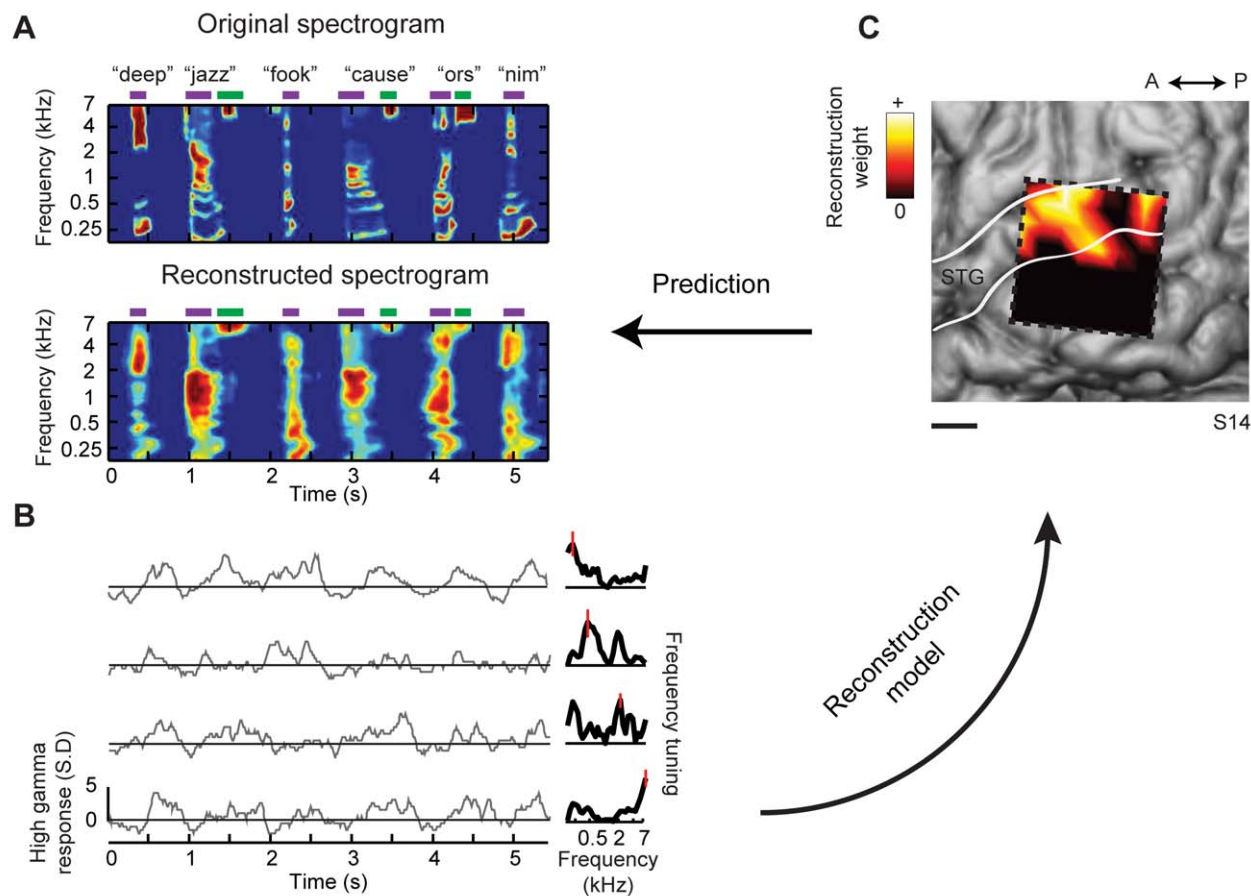 A
Original spectrogram
“deep” “jazz” “fook” “cause” “ors” “nim”
Frequency (kHz)
7
4
2
1
0.5
0.25
Reconstructed spectrogram
Frequency (kHz)
7
4
2
1
0.5
0.25
0 1 2 3 4 5
Time (s)
Prediction
C
A P
Reconstruction
weight
+
0
STG
S14
B
High gamma
response (S.D)
5
0
0 1 2 3 4 5
Time (s)
Frequency tuning
0.5 2 7
Frequency
(kHz)
Reconstruction
model